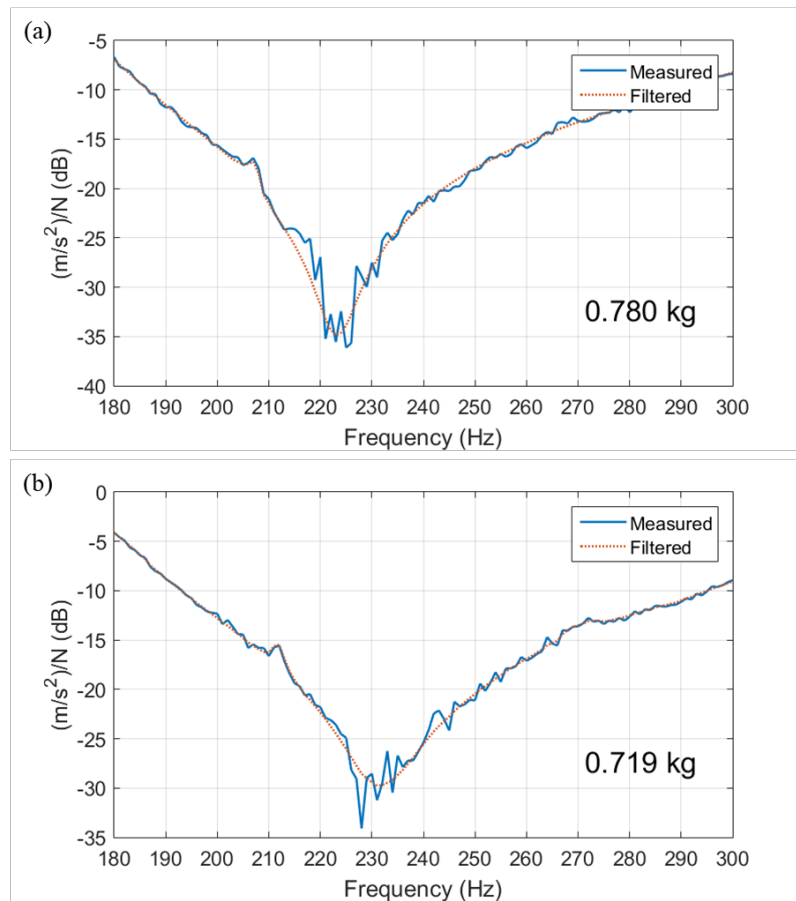 (a)
-5
-10
-15
-20
-25
-30
-35
-40
(m/s²)/N (dB)
Measured
Filtered
0.780 kg
180 190 200 210 220 230 240 250 260 270 280 290 300
Frequency (Hz)
(b)
0
-5
-10
-15
-20
-25
-30
-35
(m/s²)/N (dB)
Measured
Filtered
0.719 kg
180 190 200 210 220 230 240 250 260 270 280 290 300
Frequency (Hz)